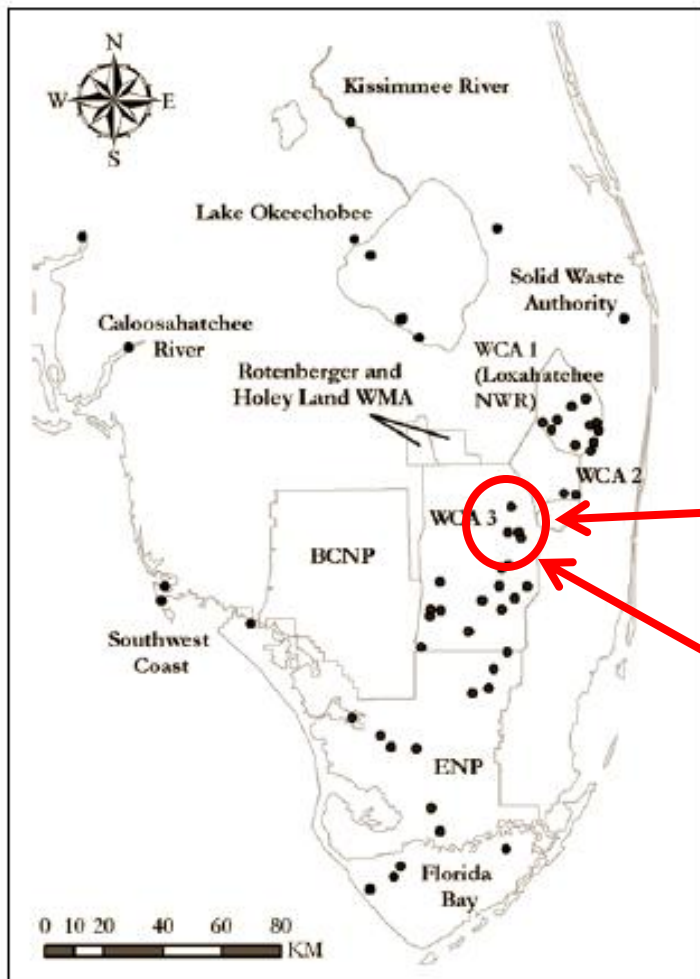 N
W E
S
Kissimmee River
Lake Okeechobee
Solid Waste
Authority
Caloosahatchee
River
WCA 1
(Loxahatchee
NWR)
Rotenberger and
Holey Land WMA
WCA 2
WCA 3
BCNP
Southwest
Coast
ENP
Florida
Bay
0 10 20 40 60 80
KM